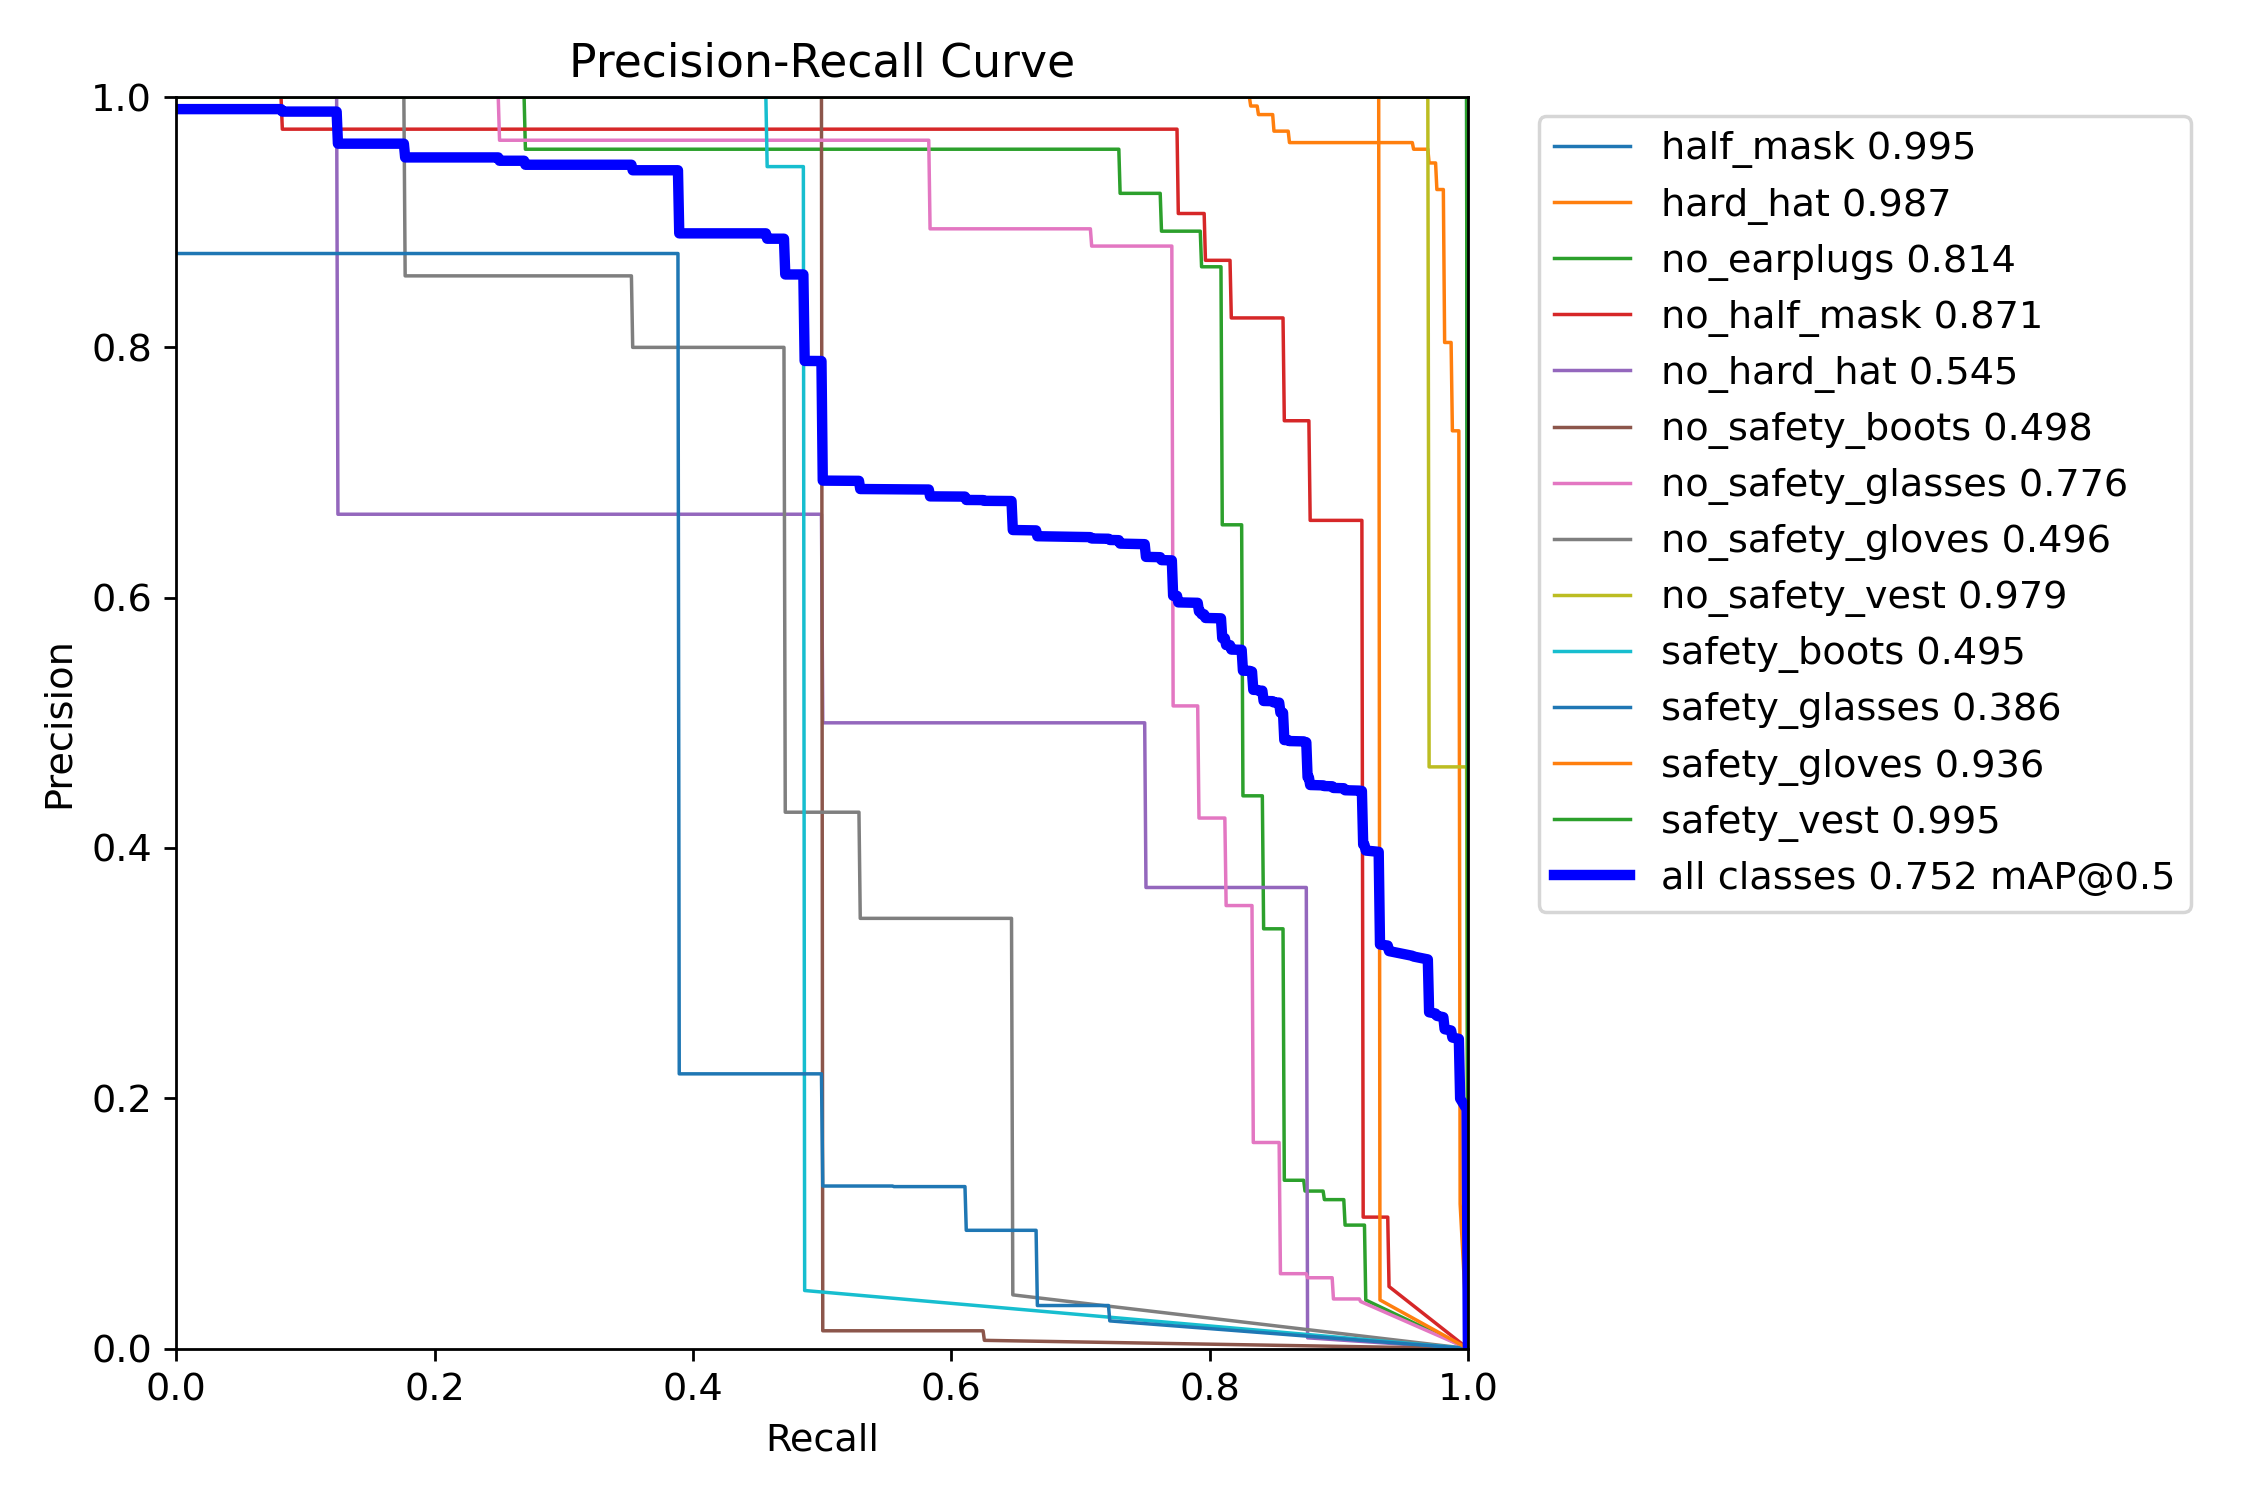 Precision-Recall Curve
1.0
0.8
0.6
0.4
0.2
0.0
Precision
0.0 0.2 0.4 0.6 0.8 1.0
Recall
half_mask 0.995
hard_hat 0.987
no_earplugs 0.814
no_half_mask 0.871
no_hard_hat 0.545
no_safety_boots 0.498
no_safety_glasses 0.776
no_safety_gloves 0.496
no_safety_vest 0.979
safety_boots 0.495
safety_glasses 0.386
safety_gloves 0.936
safety_vest 0.995
all classes 0.752 mAP@0.5